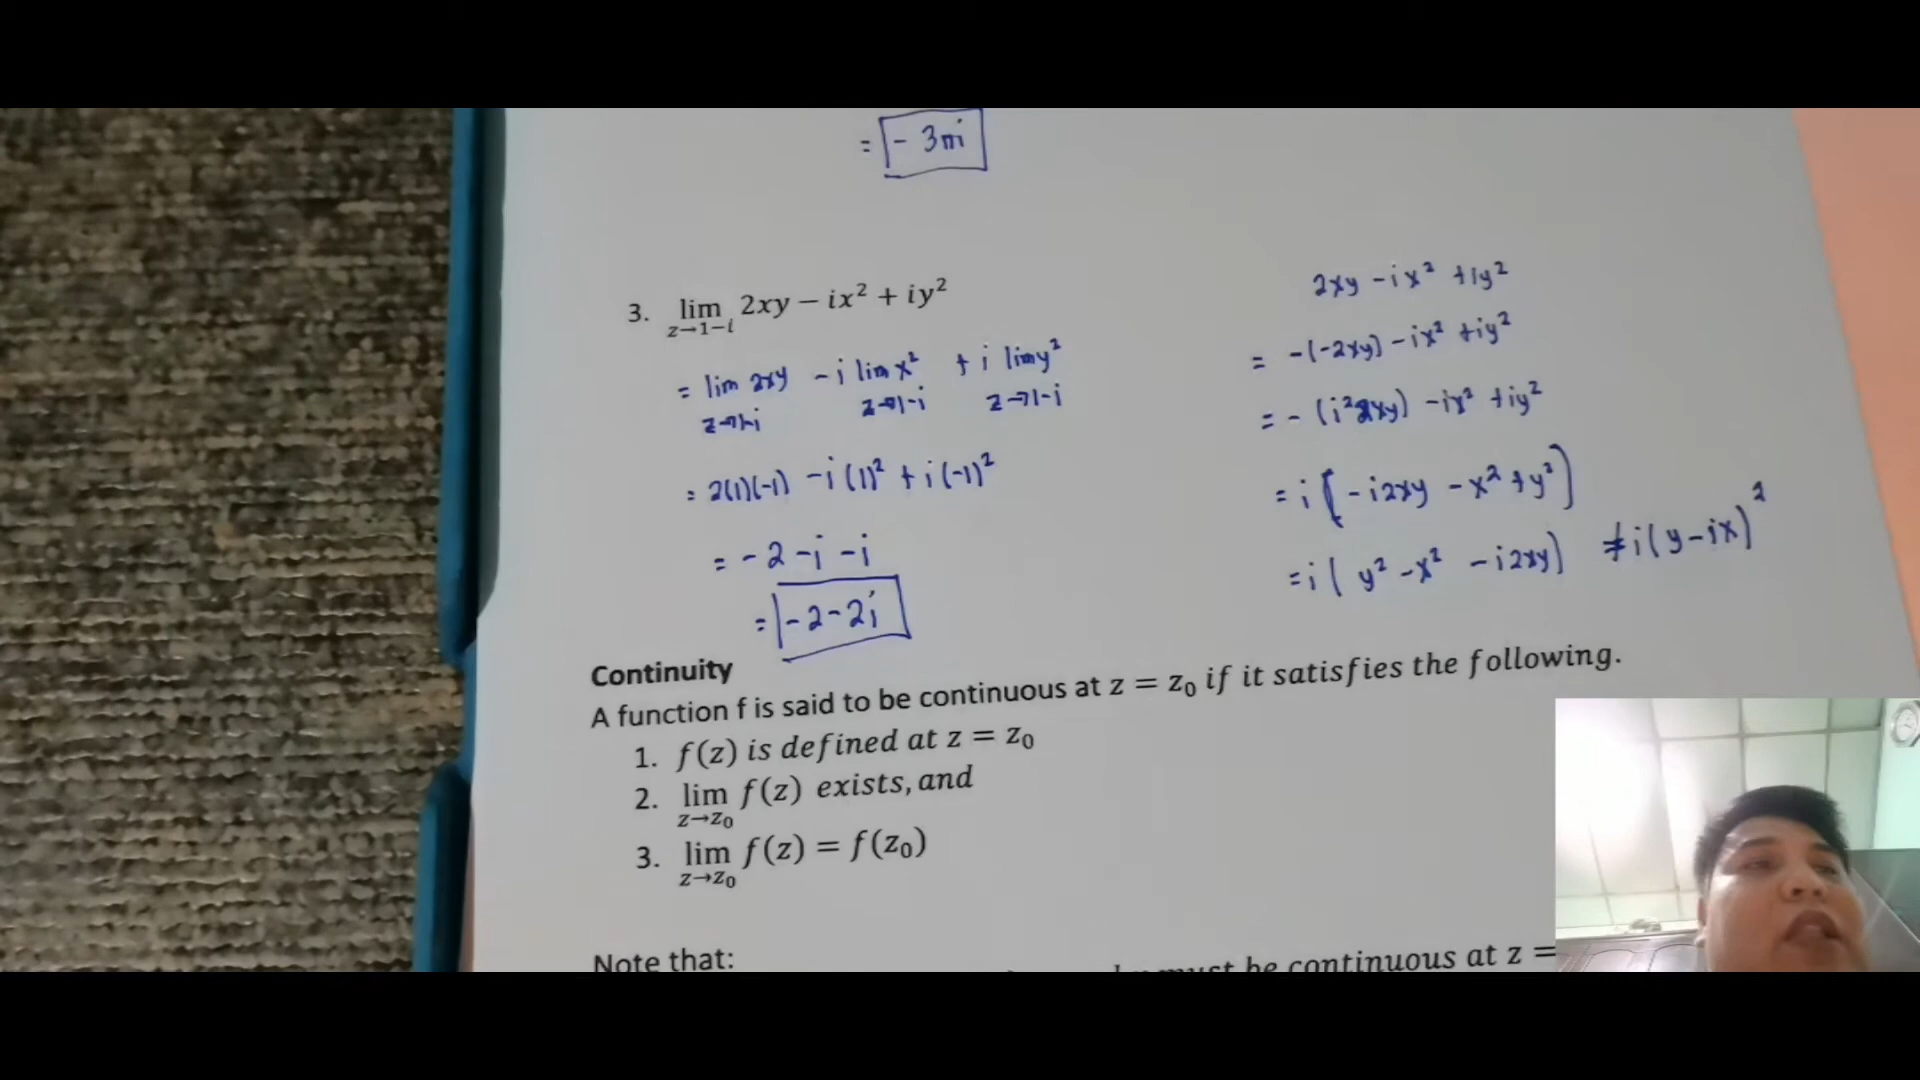 = - 3πi
3. lim 2xy − ix² + iy²
z→1−i
= lim 2xy - i lim x² + i lim y²
z→1-i z→1-i z→1-i
= 2(1)(-1) - i (1)² + i (-1)²
= -2 -i -i
= -2-2i
2xy - ix² + iy²
= -(-2xy) - ix² + iy²
= - (i²2xy) - ix² + iy²
= i [ - i2xy - x² + y² ]
= i ( y² - x² - i2xy ) ≠ i(y-ix)²
Continuity
A function f is said to be continuous at z = z₀ if it satisfies the following.
1. f(z) is defined at z = z₀
2. lim f(z) exists, and
z→z₀
3. lim f(z) = f(z₀)
z→z₀
Note that:
must be continuous at z =